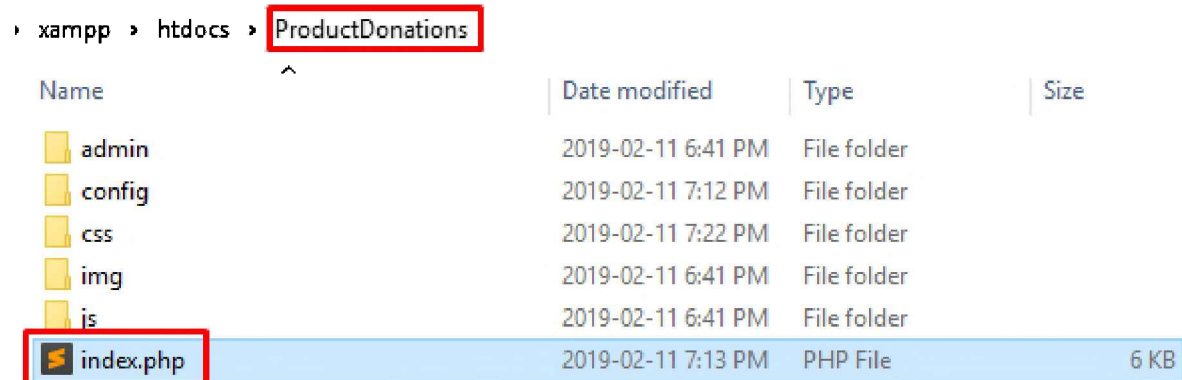 xampp › htdocs › ProductDonations
Name Date modified Type Size
admin 2019-02-11 6:41 PM File folder
config 2019-02-11 7:12 PM File folder
css 2019-02-11 7:22 PM File folder
img 2019-02-11 6:41 PM File folder
js 2019-02-11 6:41 PM File folder
index.php 2019-02-11 7:13 PM PHP File 6 KB